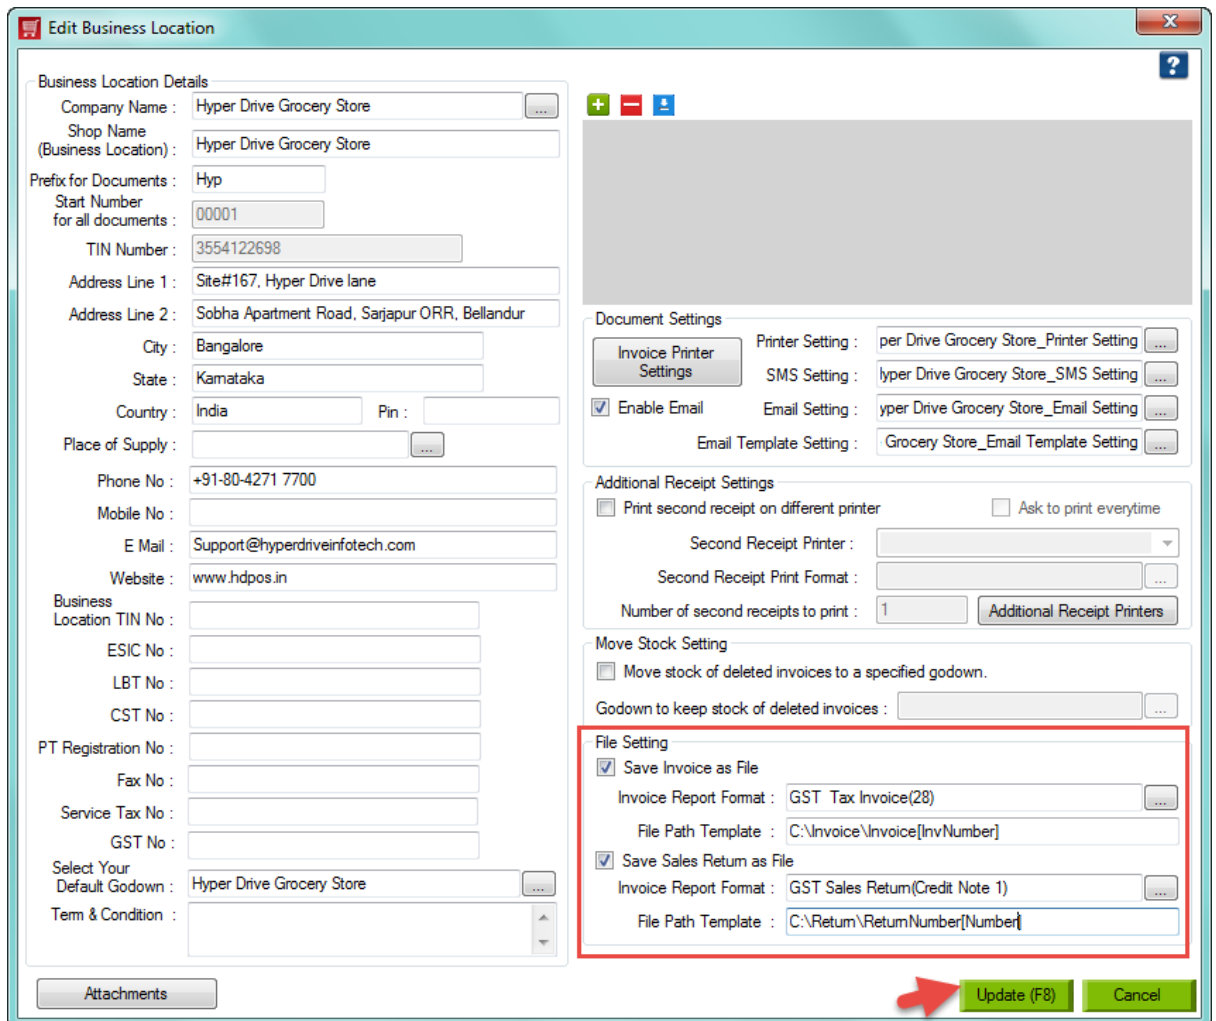 Edit Business Location
x
?
Business Location Details
Company Name : Hyper Drive Grocery Store ...
Shop Name
(Business Location) : Hyper Drive Grocery Store
Prefix for Documents : Hyp
Start Number
for all documents : 00001
TIN Number : 3554122698
Address Line 1 : Site#167, Hyper Drive lane
Address Line 2 : Sobha Apartment Road, Sarjapur ORR, Bellandur
City : Bangalore
State : Karnataka
Country : India Pin :
Place of Supply : ...
Phone No : +91-80-4271 7700
Mobile No :
E Mail : Support@hyperdriveinfotech.com
Website : www.hdpos.in
Business
Location TIN No :
ESIC No :
LBT No :
CST No :
PT Registration No :
Fax No :
Service Tax No :
GST No :
Select Your
Default Godown : Hyper Drive Grocery Store ...
Term & Condition :
Attachments
Document Settings
Invoice Printer
Settings
Printer Setting : per Drive Grocery Store_Printer Setting ...
SMS Setting : lyper Drive Grocery Store_SMS Setting ...
Enable Email Email Setting : yper Drive Grocery Store_Email Setting ...
Email Template Setting : Grocery Store_Email Template Setting ...
Additional Receipt Settings
Print second receipt on different printer Ask to print everytime
Second Receipt Printer :
Second Receipt Print Format : ...
Number of second receipts to print : 1 Additional Receipt Printers
Move Stock Setting
Move stock of deleted invoices to a specified godown.
Godown to keep stock of deleted invoices : ...
File Setting
Save Invoice as File
Invoice Report Format : GST Tax Invoice(28) ...
File Path Template : C:\Invoice\Invoice[InvNumber]
Save Sales Return as File
Invoice Report Format : GST Sales Return(Credit Note 1) ...
File Path Template : C:\Return\ReturnNumber[Number
Update (F8) Cancel